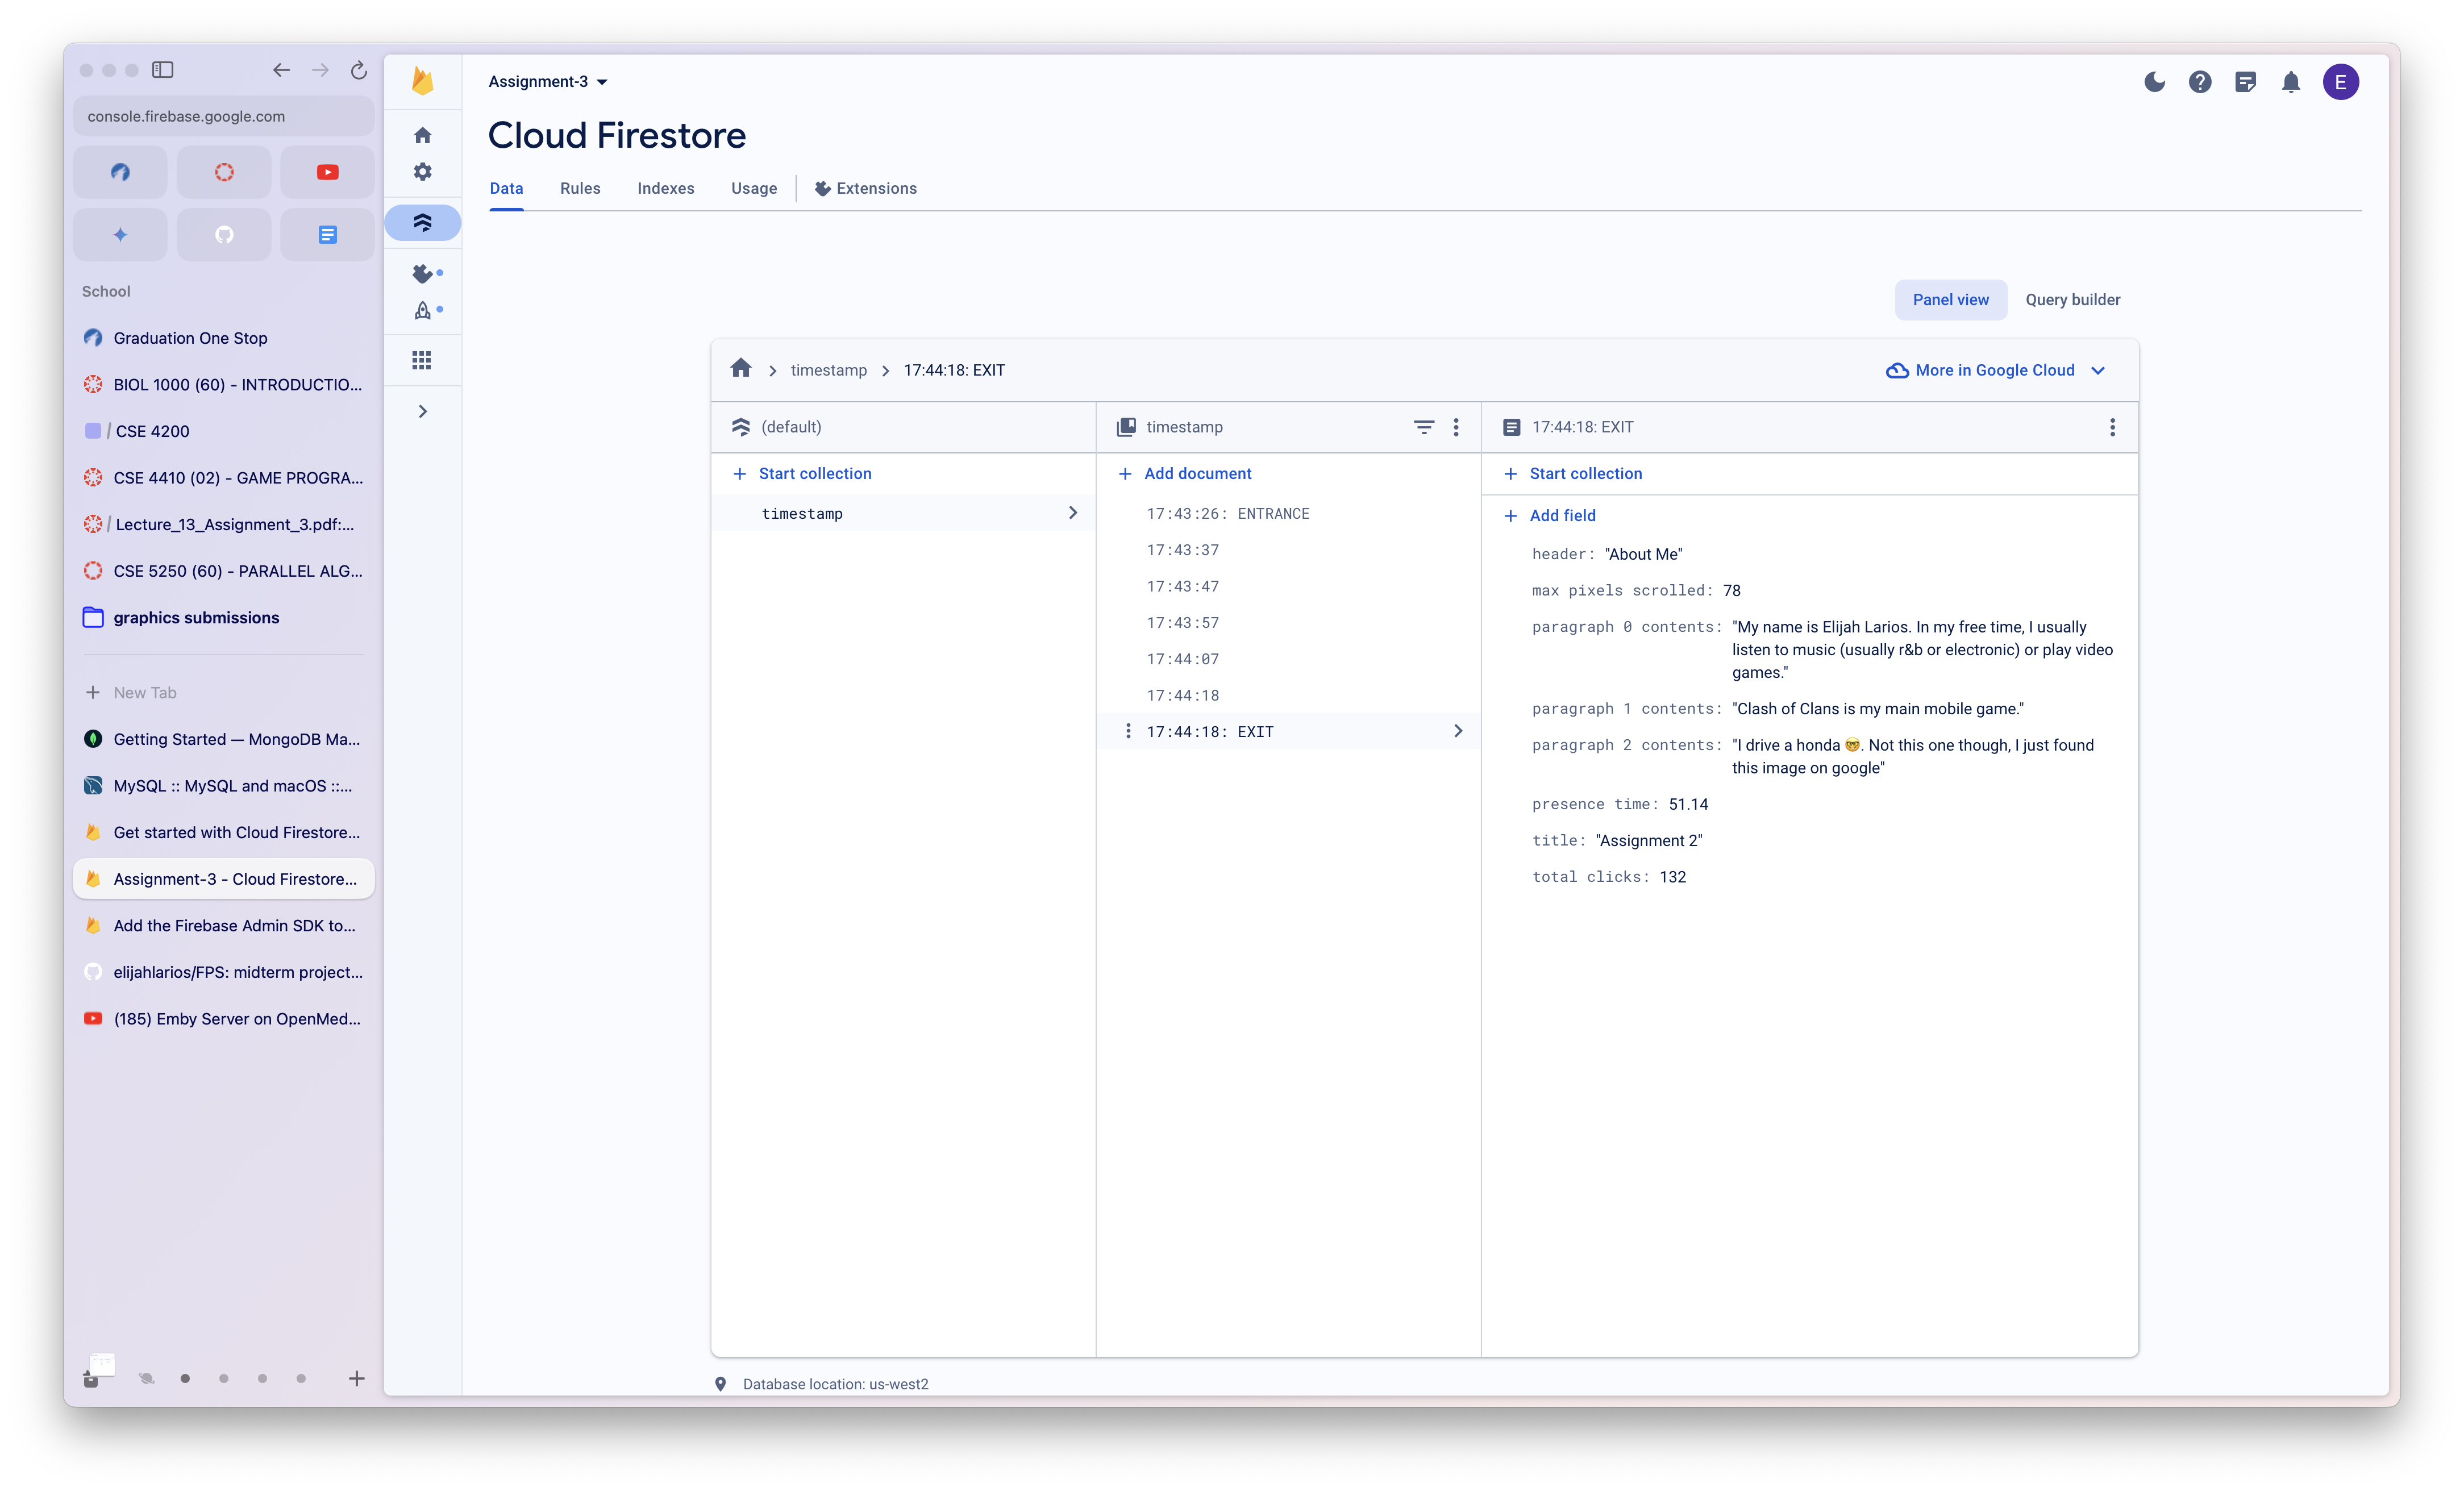 console.firebase.google.com
School
Graduation One Stop
BIOL 1000 (60) - INTRODUCTIO...
/ CSE 4200
CSE 4410 (02) - GAME PROGRA...
/ Lecture_13_Assignment_3.pdf:...
CSE 5250 (60) - PARALLEL ALG...
graphics submissions
New Tab
Getting Started — MongoDB Ma...
MySQL :: MySQL and macOS ::...
Get started with Cloud Firestore...
Assignment-3 - Cloud Firestore...
Add the Firebase Admin SDK to...
elijahlarios/FPS: midterm project...
(185) Emby Server on OpenMed...
Assignment-3
E
Cloud Firestore
Data Rules Indexes Usage Extensions
Panel view Query builder
timestamp 17:44:18: EXIT More in Google Cloud
(default)
Start collection
timestamp
timestamp
Add document
17:43:26: ENTRANCE
17:43:37
17:43:47
17:43:57
17:44:07
17:44:18
17:44:18: EXIT
17:44:18: EXIT
Start collection
Add field
header: "About Me"
max pixels scrolled: 78
paragraph 0 contents: "My name is Elijah Larios. In my free time, I usually
listen to music (usually r&b or electronic) or play video
games."
paragraph 1 contents: "Clash of Clans is my main mobile game."
paragraph 2 contents: "I drive a honda 🤓. Not this one though, I just found
this image on google"
presence time: 51.14
title: "Assignment 2"
total clicks: 132
Database location: us-west2